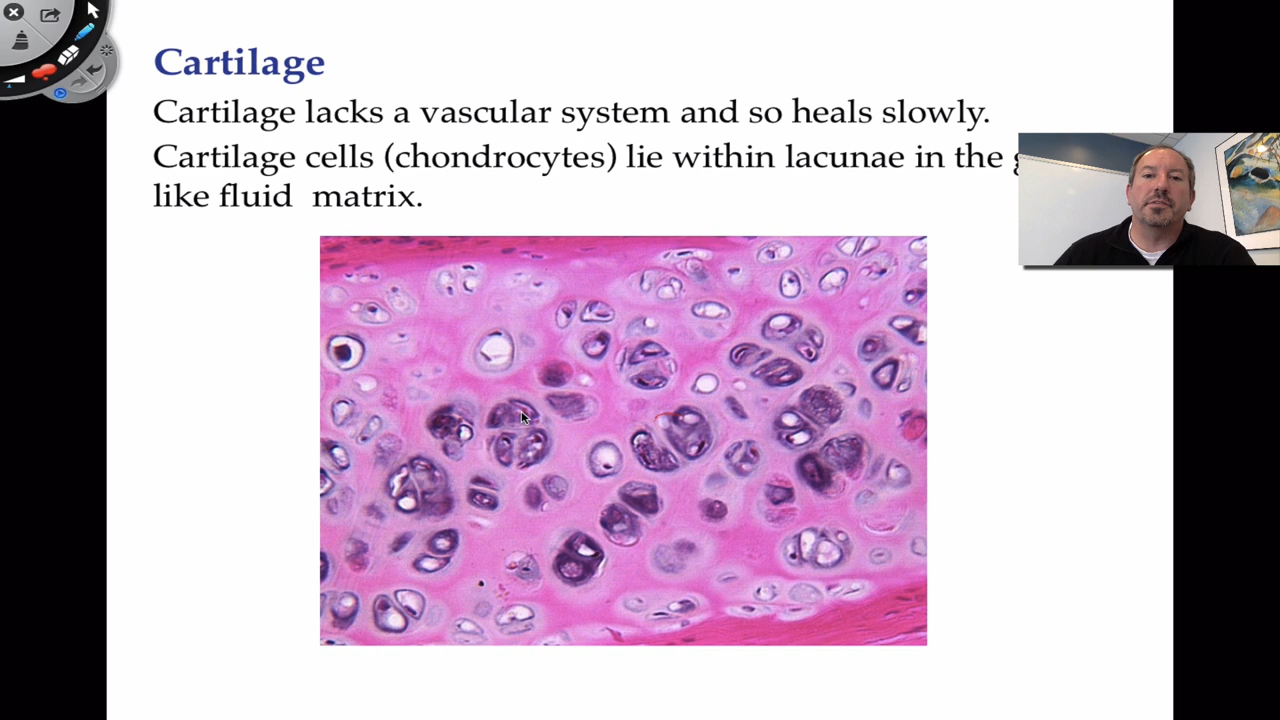 Cartilage
Cartilage lacks a vascular system and so heals slowly.
Cartilage cells (chondrocytes) lie within lacunae in the
like fluid matrix.